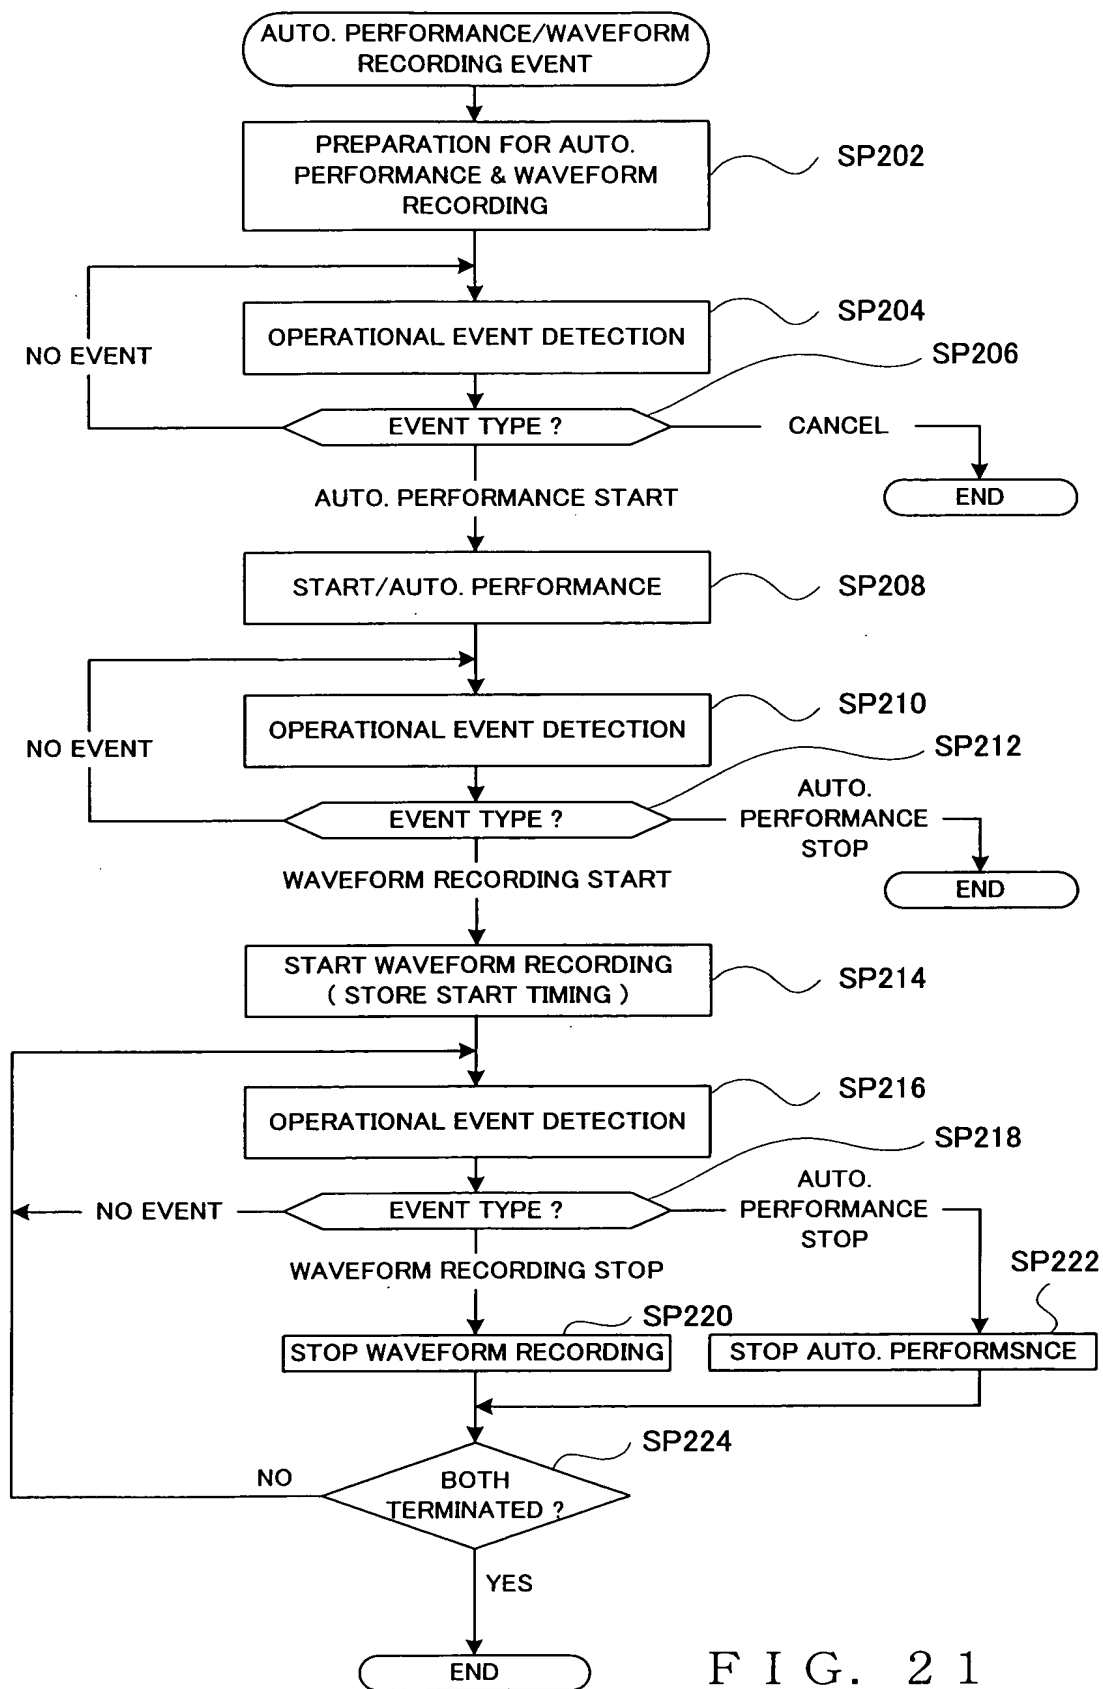 AUTO. PERFORMANCE/WAVEFORM
RECORDING EVENT
PREPARATION FOR AUTO.
PERFORMANCE & WAVEFORM
RECORDING
SP202
OPERATIONAL EVENT DETECTION
SP204
NO EVENT
SP206
EVENT TYPE ?
CANCEL
END
AUTO. PERFORMANCE START
START/AUTO. PERFORMANCE
SP208
OPERATIONAL EVENT DETECTION
SP210
NO EVENT
SP212
EVENT TYPE ?
AUTO.
PERFORMANCE
STOP
END
WAVEFORM RECORDING START
START WAVEFORM RECORDING
( STORE START TIMING )
SP214
OPERATIONAL EVENT DETECTION
SP216
SP218
NO EVENT
EVENT TYPE ?
AUTO.
PERFORMANCE
STOP
WAVEFORM RECORDING STOP
SP220
SP222
STOP WAVEFORM RECORDING
STOP AUTO. PERFORMSNCE
SP224
NO
BOTH
TERMINATED ?
YES
END
FIG. 21